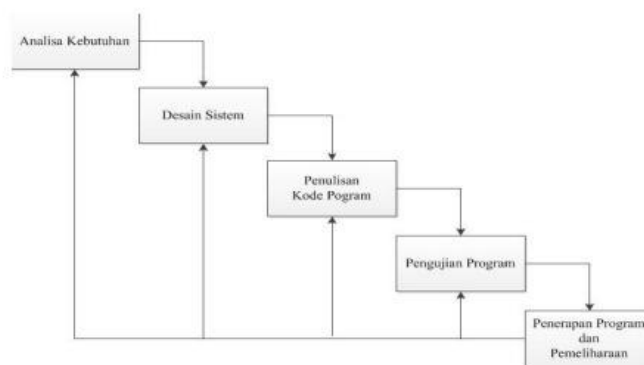 Analisa Kebutuhan
Desain Sistem
Penulisan
Kode Pogram
Pengujian Program
Penerapan Program
dan
Pemeliharaan